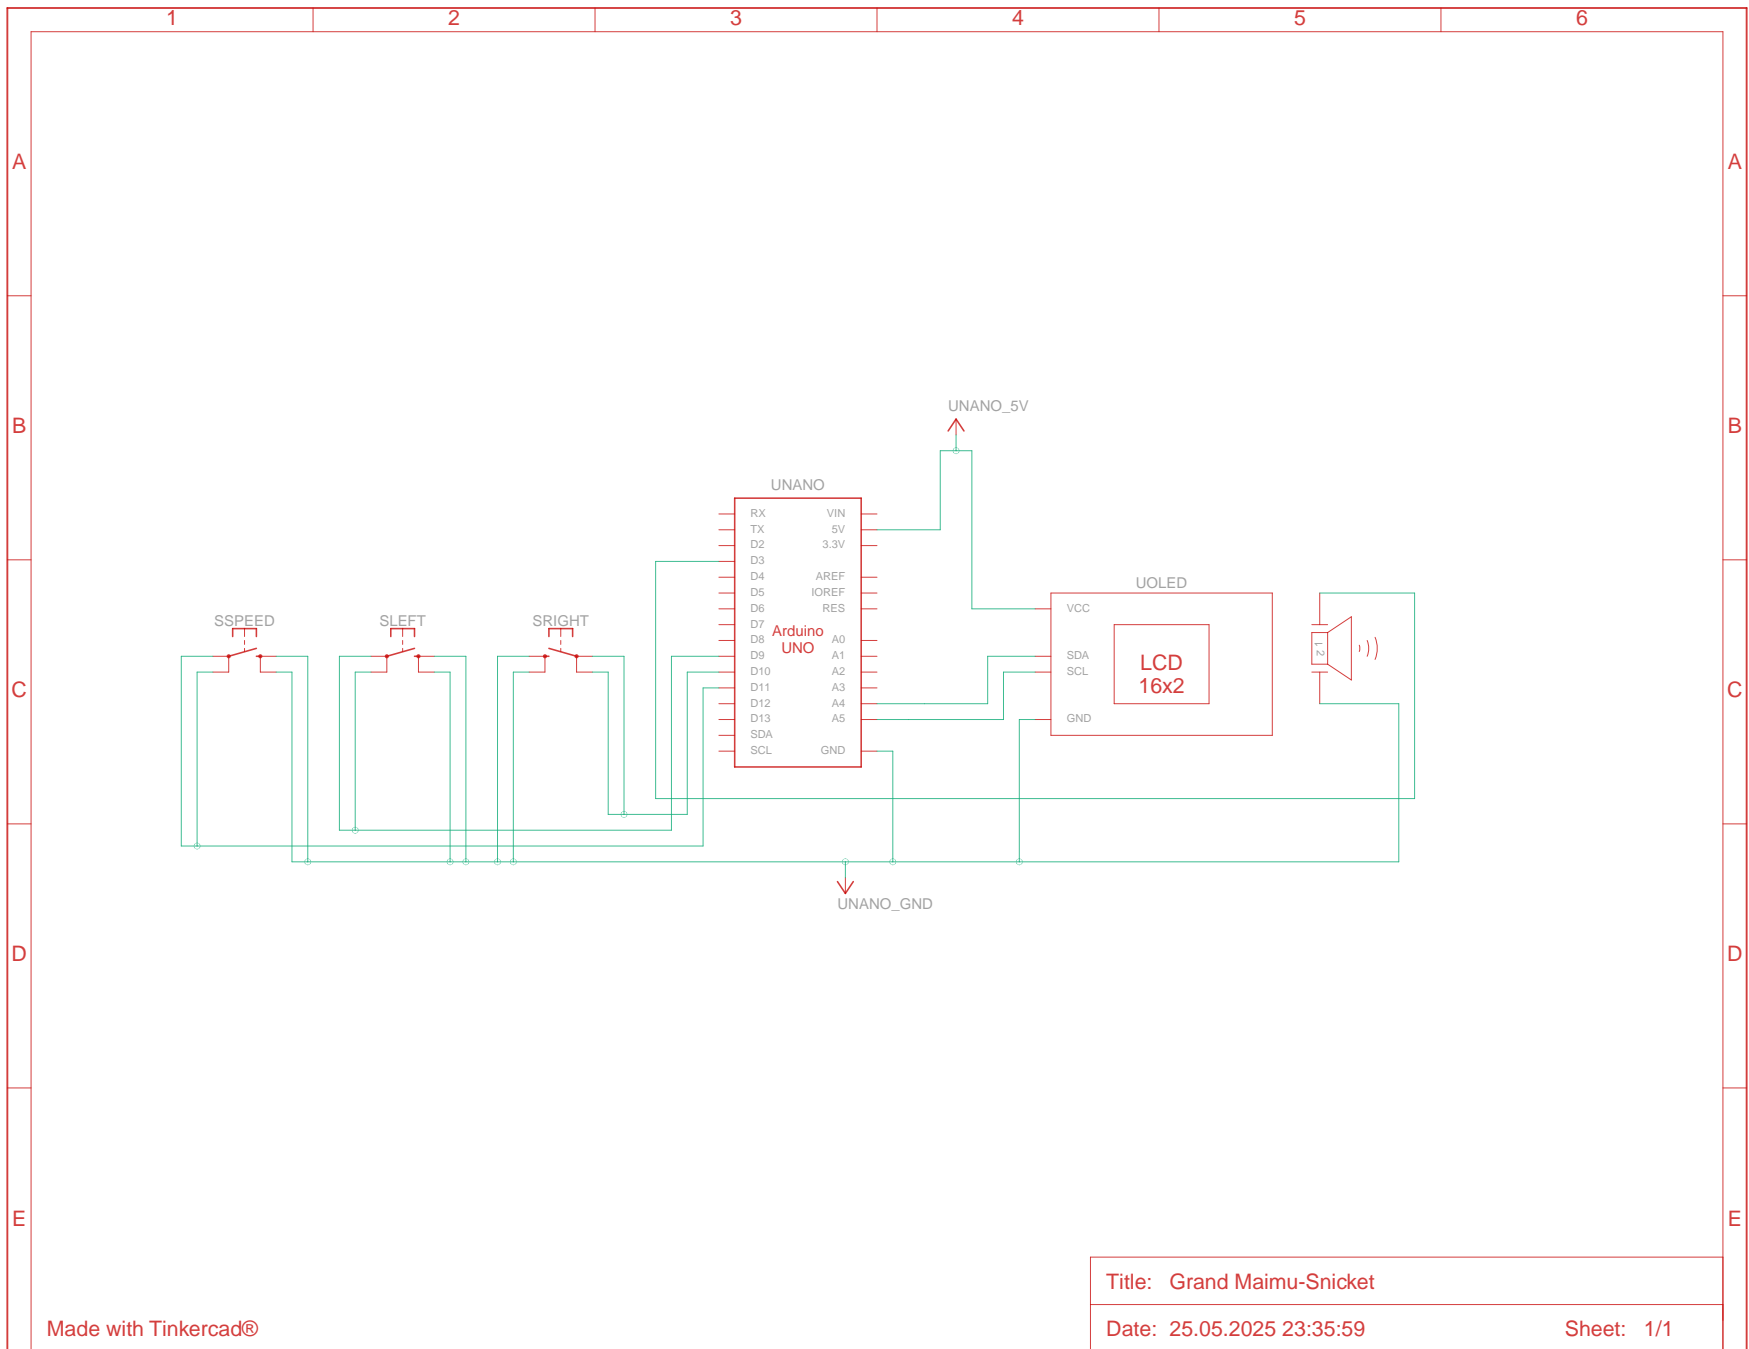 1 2 3 4 5 6
A A
B B
UNANO_5V
UNANO
RX VIN
TX 5V
D2 3.3V
D3
D4 AREF
D5 IOREF
D6 RES
D7
D8 A0
D9 A1
D10 A2
D11 A3
D12 A4
D13 A5
SDA
SCL GND
Arduino
UNO
UOLED
VCC
SDA
SCL
GND
LCD
16x2
1 2
SSPEED SLEFT SRIGHT
C C
UNANO_GND
D D
E E
Title: Grand Maimu-Snicket
Made with Tinkercad®
Date: 25.05.2025 23:35:59 Sheet: 1/1